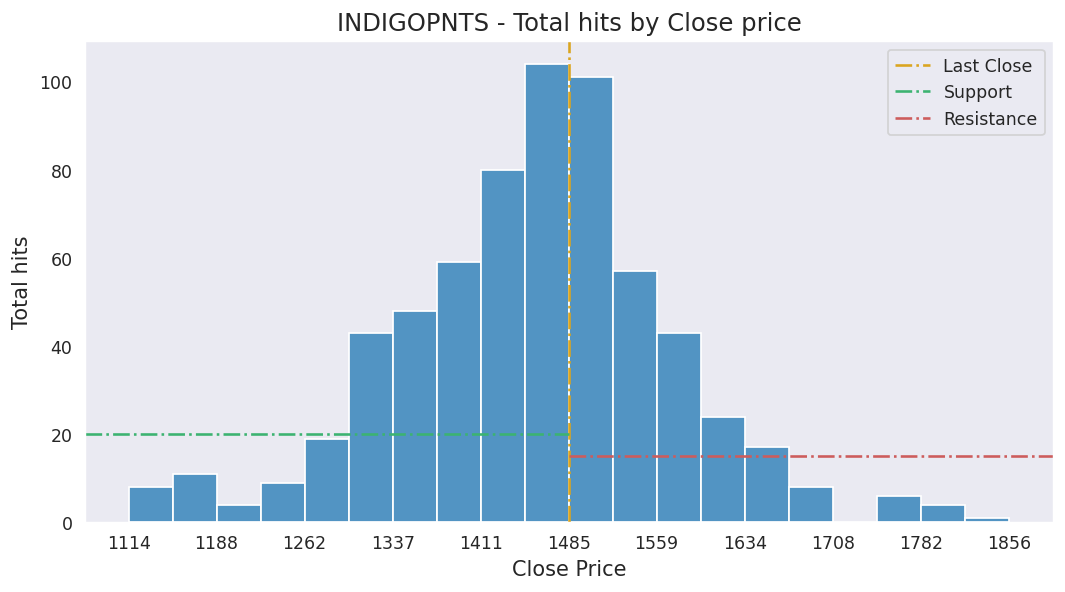 INDIGOPNTS - Total hits by Close price
Total hits
100
80
60
40
20
0
Last Close
Support
Resistance
1114 1188 1262 1337 1411 1485 1559 1634 1708 1782 1856
Close Price